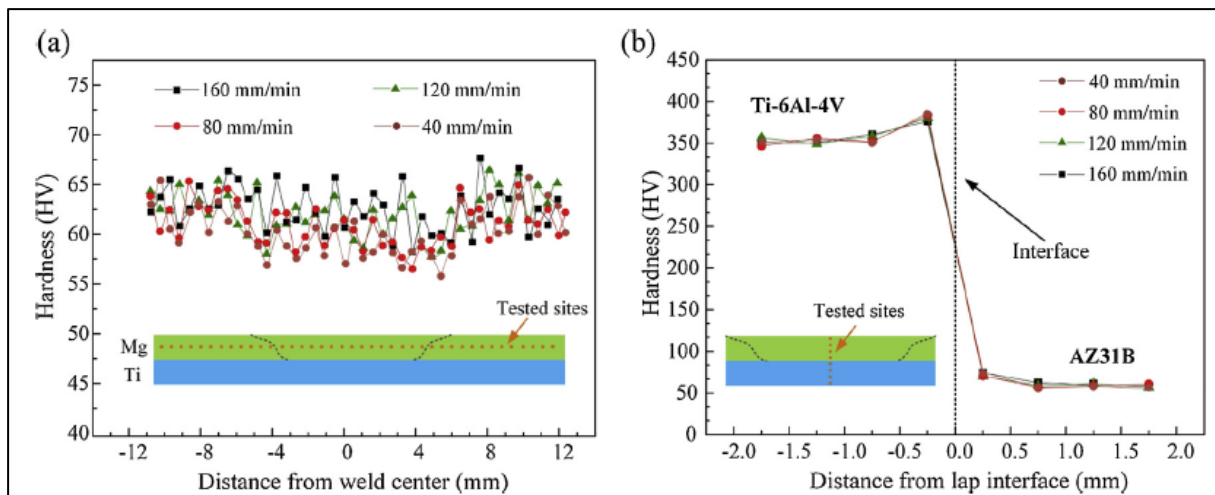 (a)
Hardness (HV)
75
70
65
60
55
50
45
40
160 mm/min
120 mm/min
80 mm/min
40 mm/min
Tested sites
Mg
Ti
-12 -8 -4 0 4 8 12
Distance from weld center (mm)
(b)
Hardness (HV)
450
400
350
300
250
200
150
100
50
0
Ti-6Al-4V
40 mm/min
80 mm/min
120 mm/min
160 mm/min
Interface
Tested sites
AZ31B
-2.0 -1.5 -1.0 -0.5 0.0 0.5 1.0 1.5 2.0
Distance from lap interface (mm)